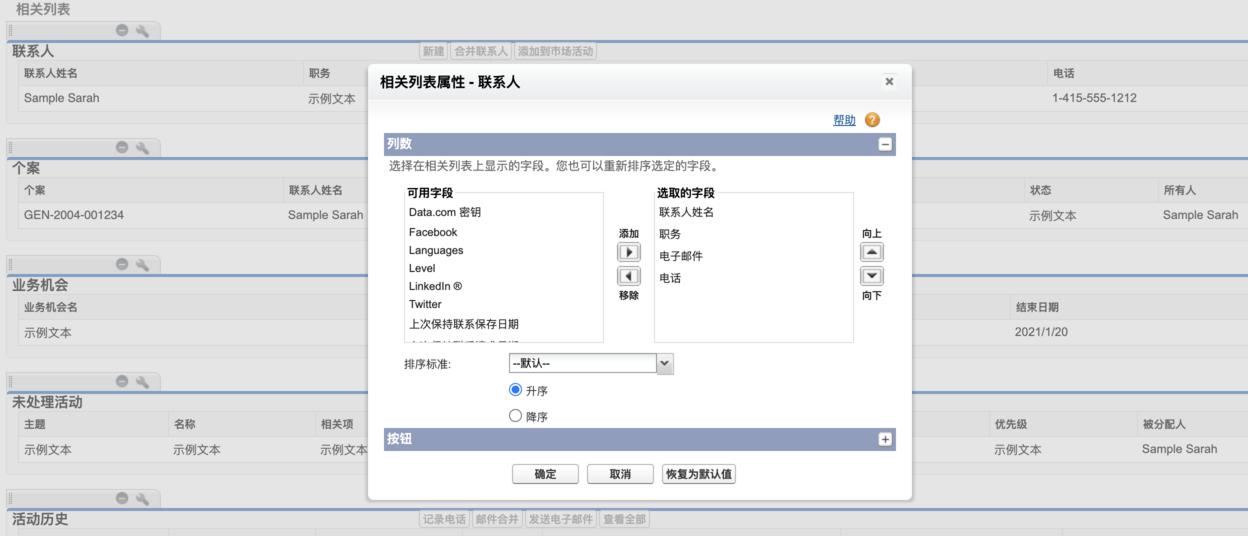 相关列表
联系人
新建 合并联系人 添加到市场活动
联系人姓名 职务 电话
Sample Sarah 示例文本 1-415-555-1212
个案
个案 联系人姓名 状态 所有人
GEN-2004-001234 Sample Sarah 示例文本 Sample Sarah
业务机会
业务机会名 结束日期
示例文本 2021/1/20
未处理活动
主题 名称 相关项 优先级 被分配人
示例文本 示例文本 示例文本 示例文本 Sample Sarah
活动历史
记录电话 邮件合并 发送电子邮件 查看全部
相关列表属性 - 联系人
帮助 ?
列数
选择在相关列表上显示的字段。您也可以重新排序选定的字段。
可用字段
Data.com 密钥
Facebook
Languages
Level
LinkedIn ®
Twitter
上次保持联系保存日期
添加
移除
选取的字段
联系人姓名
职务
电子邮件
电话
向上
向下
排序标准: --默认--
升序
降序
按钮
确定 取消 恢复为默认值